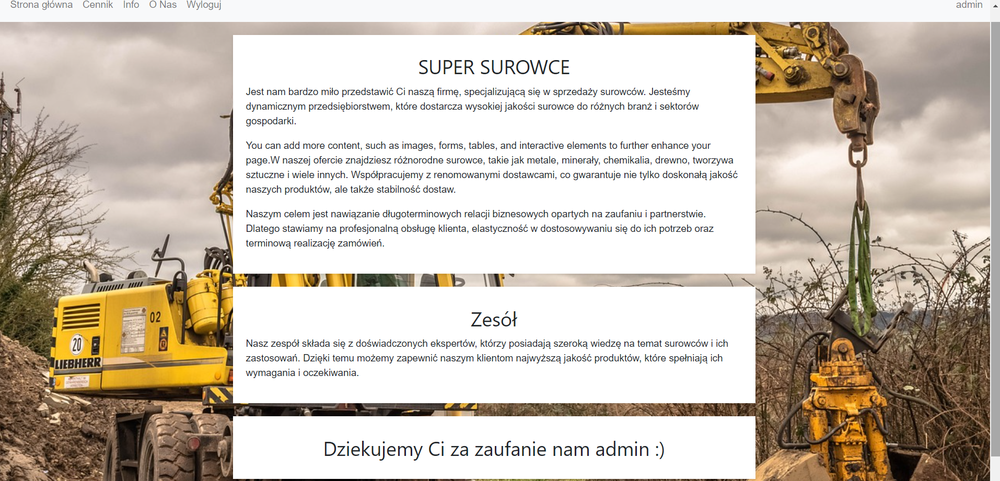 Strona główna Cennik Info O Nas Wyloguj admin
SUPER SUROWCE
Jest nam bardzo miło przedstawić Ci naszą firmę, specjalizującą się w sprzedaży surowców. Jesteśmy
dynamicznym przedsiębiorstwem, które dostarcza wysokiej jakości surowce do różnych branż i sektorów
gospodarki.
You can add more content, such as images, forms, tables, and interactive elements to further enhance your
page.W naszej ofercie znajdziesz różnorodne surowce, takie jak metale, minerały, chemikalia, drewno, tworzywa
sztuczne i wiele innych. Współpracujemy z renomowanymi dostawcami, co gwarantuje nie tylko doskonałą jakość
naszych produktów, ale także stabilność dostaw.
Naszym celem jest nawiązanie długoterminowych relacji biznesowych opartych na zaufaniu i partnerstwie.
Dlatego stawiamy na profesjonalną obsługę klienta, elastyczność w dostosowywaniu się do ich potrzeb oraz
terminową realizację zamówień.
02
20
LIEBHERR
Zesół
Nasz zespół składa się z doświadczonych ekspertów, którzy posiadają szeroką wiedzę na temat surowców i ich
zastosowań. Dzięki temu możemy zapewnić naszym klientom najwyższą jakość produktów, które spełniają ich
wymagania i oczekiwania.
Dziekujemy Ci za zaufanie nam admin :)